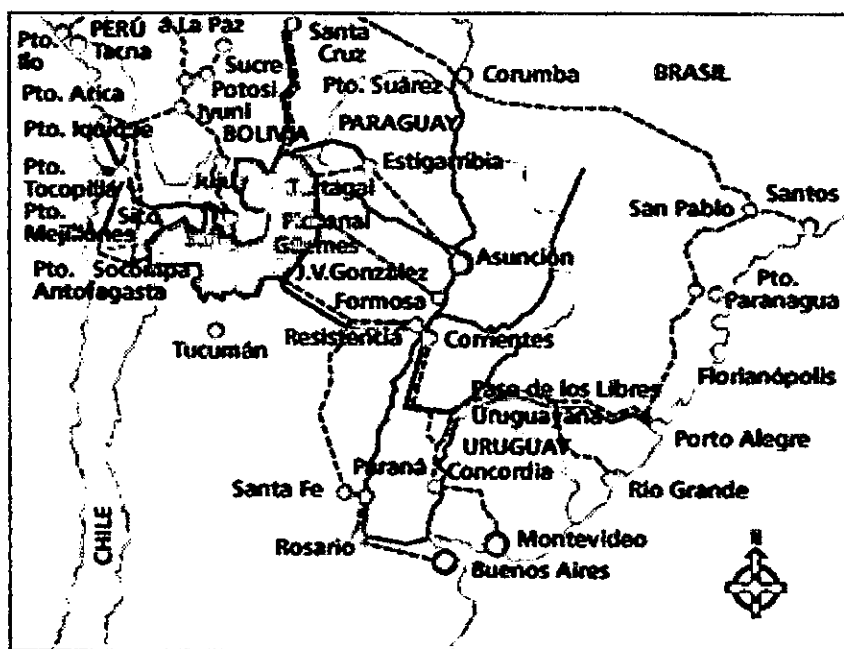 PERÚ
à La Paz
Santa
Cruz
Pto.
Ilo
Tacna
Sucre
Corumba
BRASIL
Potosi
Pto. Suárez
Pto. Arica
Iyuni
BOLIVIA
PARAGUAY
Pto. Iquique
Estigarribia
Pto.
Tocopilla
Jujuy
San Pablo
Santos
Pto.
Mejillones
Güemes
Asunción
Pto.
Antofagasta
Socompa
J.V.González
Pto.
Paranagua
Formosa
Tucumán
Resistencia
Corrientes
Florianópolis
Paso de los Libres
Uruguayana
Porto Alegre
URUGUAY
Paraná
Concordia
Santa Fe
Rio Grande
CHILE
Rosario
Montevideo
Buenos Aires